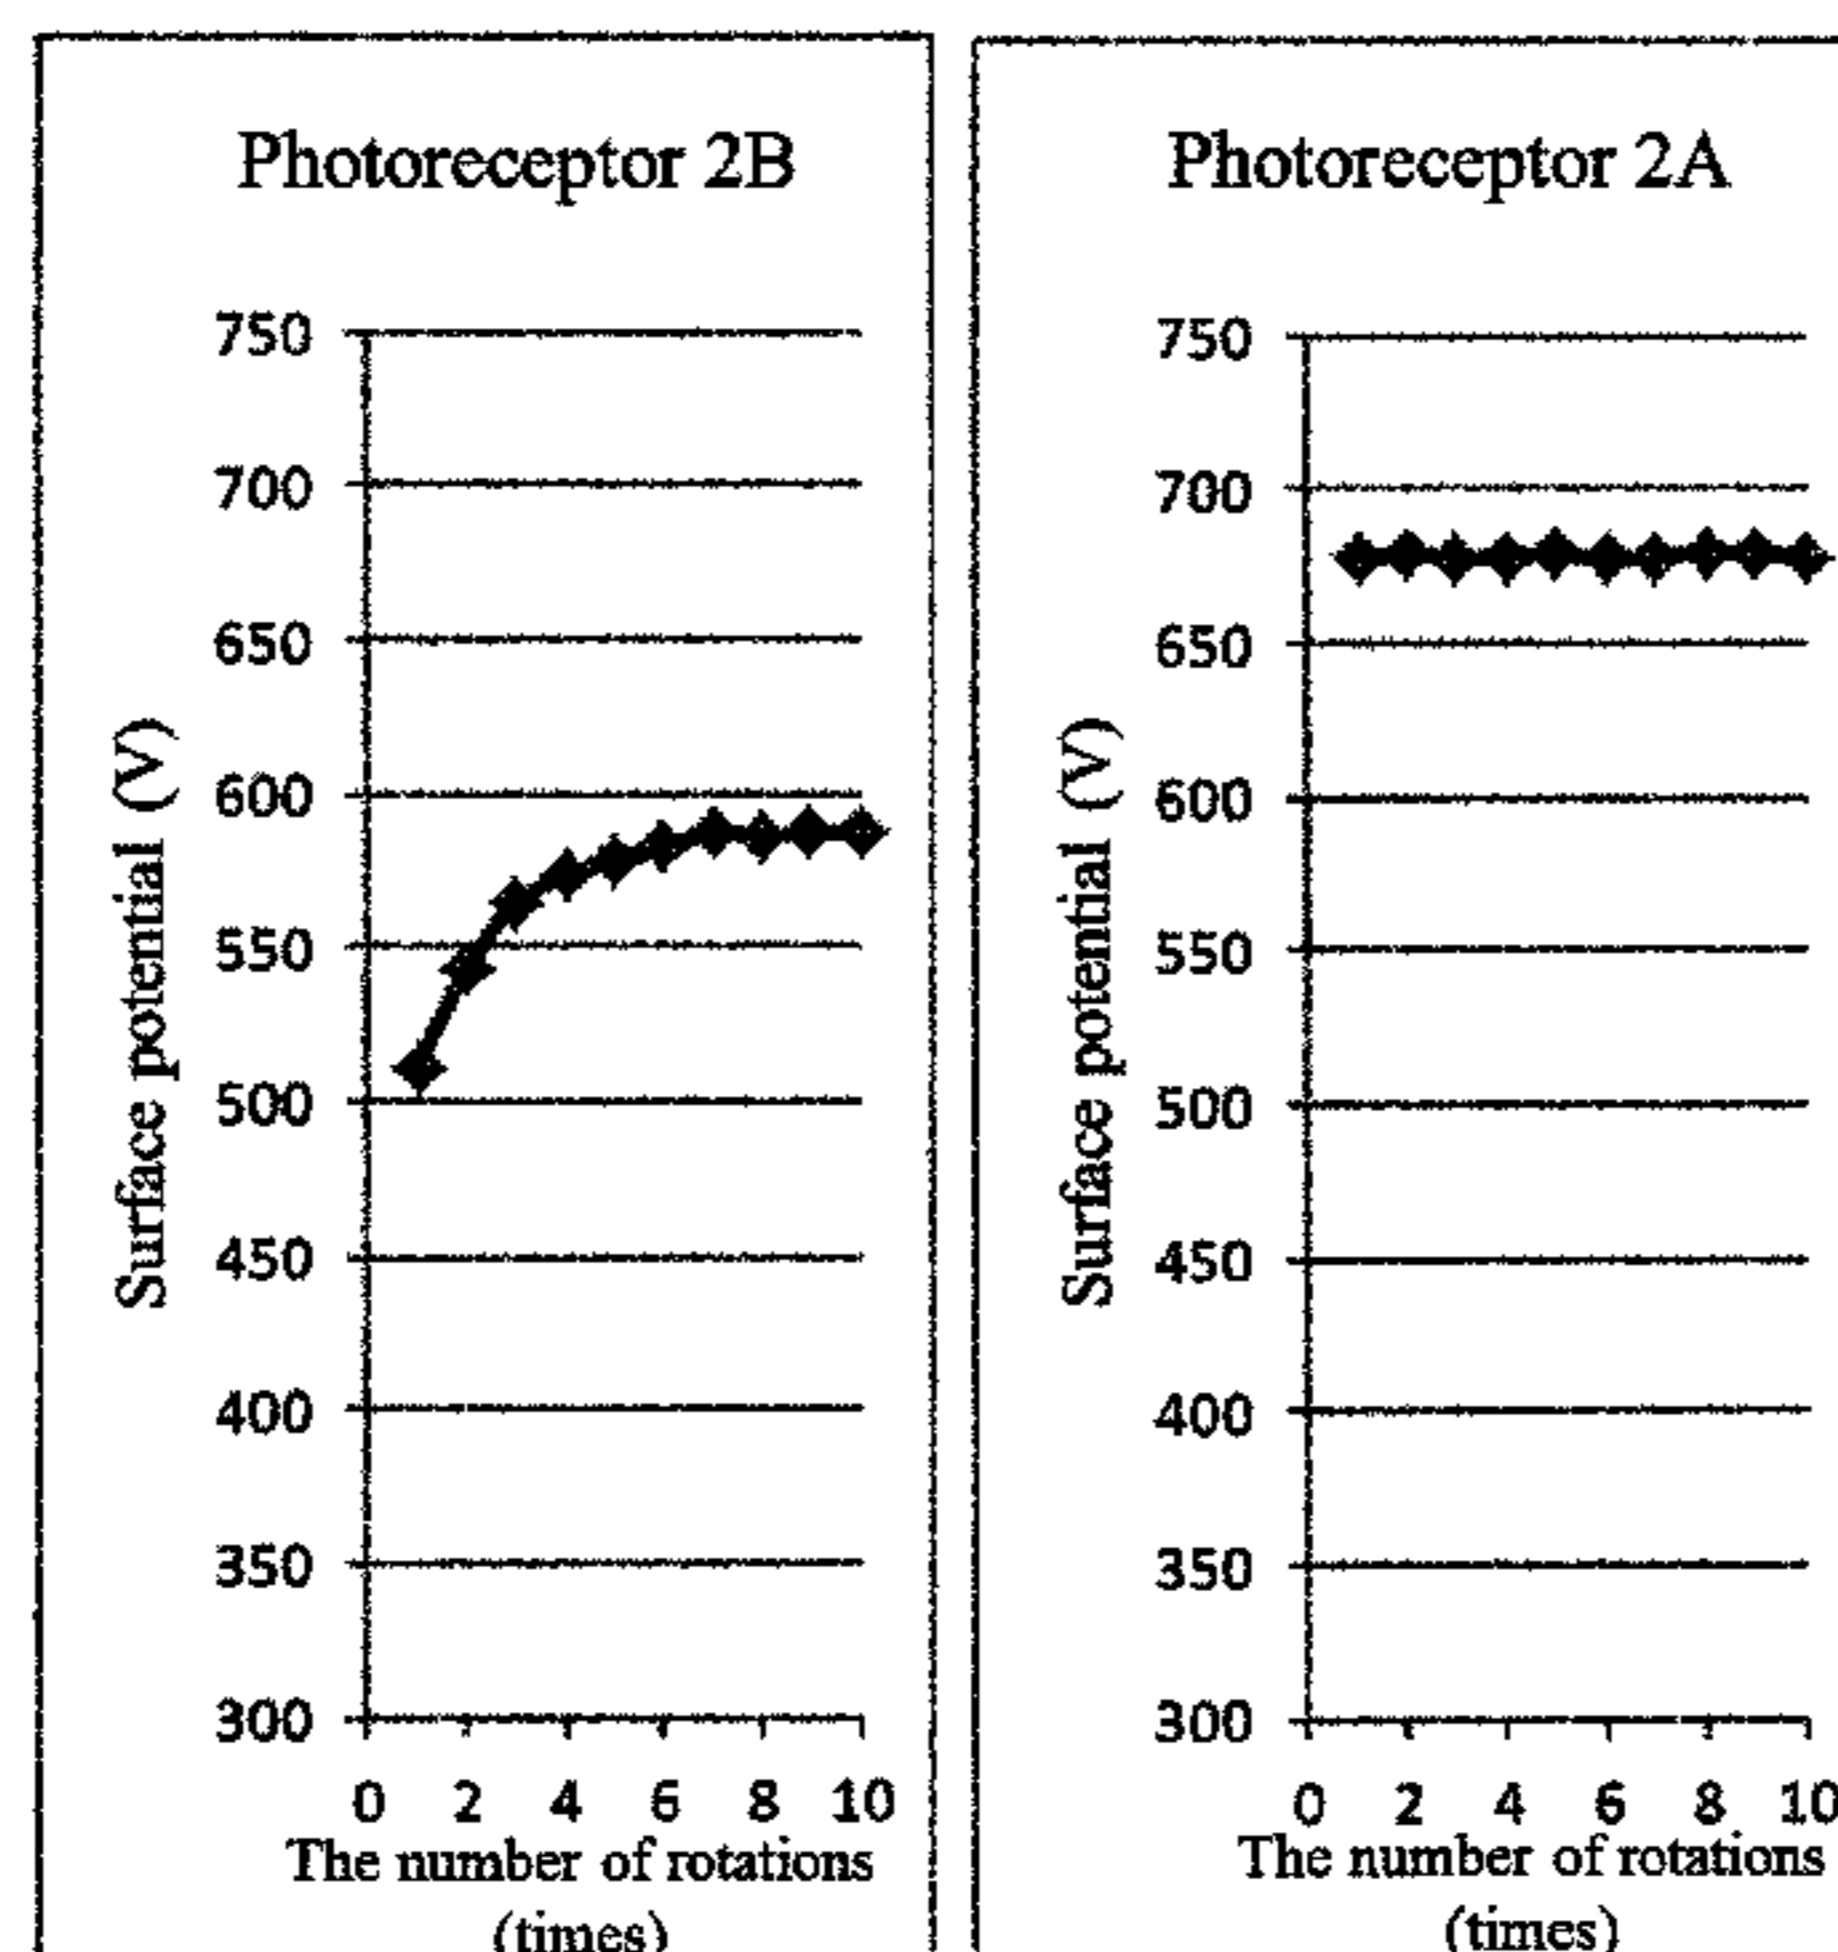 Photoreceptor 2B
750
700
650
600
550
500
450
400
350
300
Surface potential (V)
0 2 4 6 8 10
The number of rotations
(times)
Photoreceptor 2A
750
700
650
600
550
500
450
400
350
300
Surface potential (V)
0 2 4 6 8 10
The number of rotations
(times)